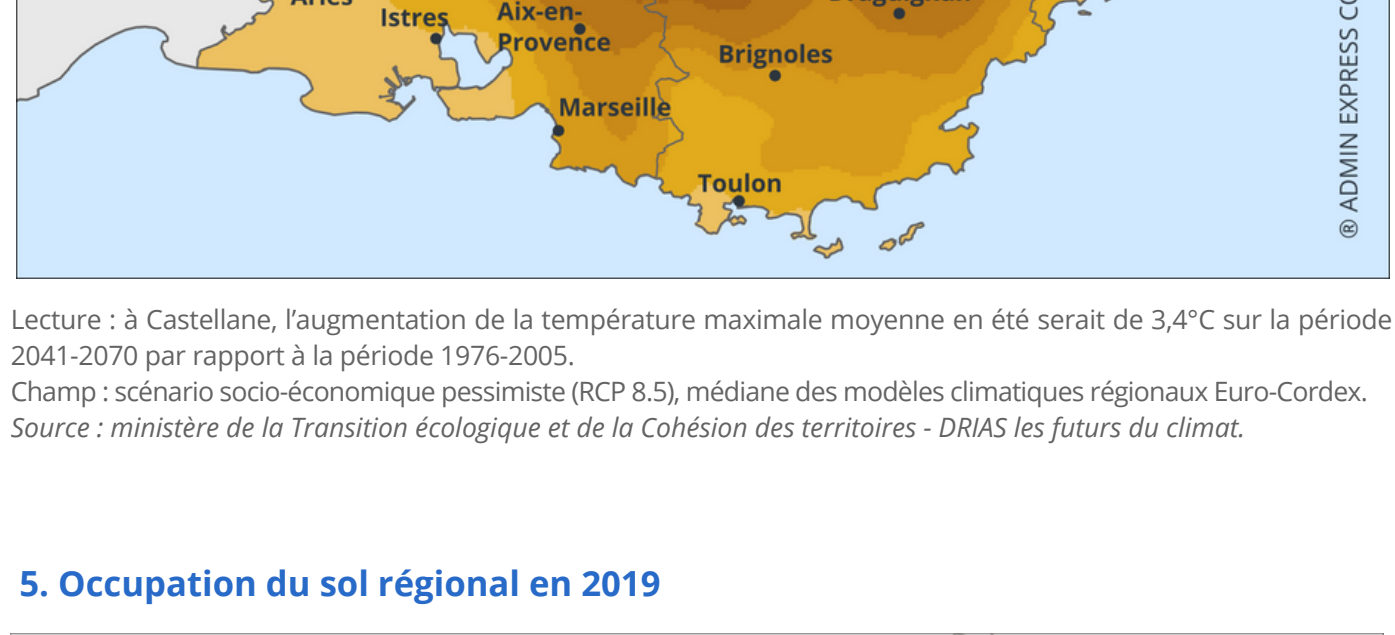 Arles
Istres
Aix-en-
Provence
Draguignan
Brignoles
Marseille
Toulon
® ADMIN EXPRESS
Lecture : à Castellane, l’augmentation de la température maximale moyenne en été serait de 3,4°C sur la période
2041-2070 par rapport à la période 1976-2005.
Champ : scénario socio-économique pessimiste (RCP 8.5), médiane des modèles climatiques régionaux Euro-Cordex.
Source : ministère de la Transition écologique et de la Cohésion des territoires - DRIAS les futurs du climat.
5. Occupation du sol régional en 2019